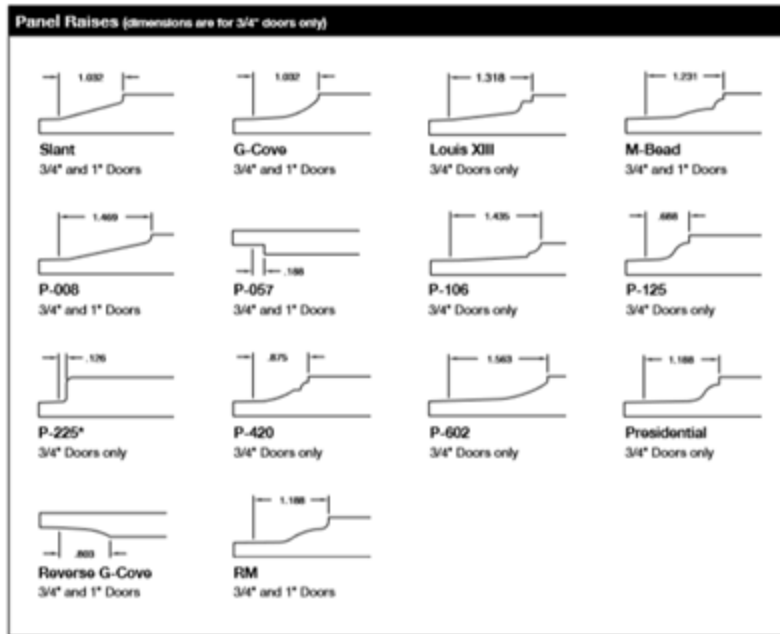 Panel Raises (dimensions are for 3/4" doors only)
1.032
Slant
3/4" and 1" Doors
1.032
G-Cove
3/4" and 1" Doors
1.318
Louis XIII
3/4" Doors only
1.231
M-Bead
3/4" and 1" Doors
1.469
P-008
3/4" and 1" Doors
.188
P-057
3/4" and 1" Doors
1.435
P-106
3/4" Doors only
.688
P-125
3/4" Doors only
.126
P-225*
3/4" Doors only
.875
P-420
3/4" Doors only
1.563
P-602
3/4" Doors only
1.188
Presidential
3/4" Doors only
.803
Reverse G-Cove
3/4" and 1" Doors
1.188
RM
3/4" and 1" Doors